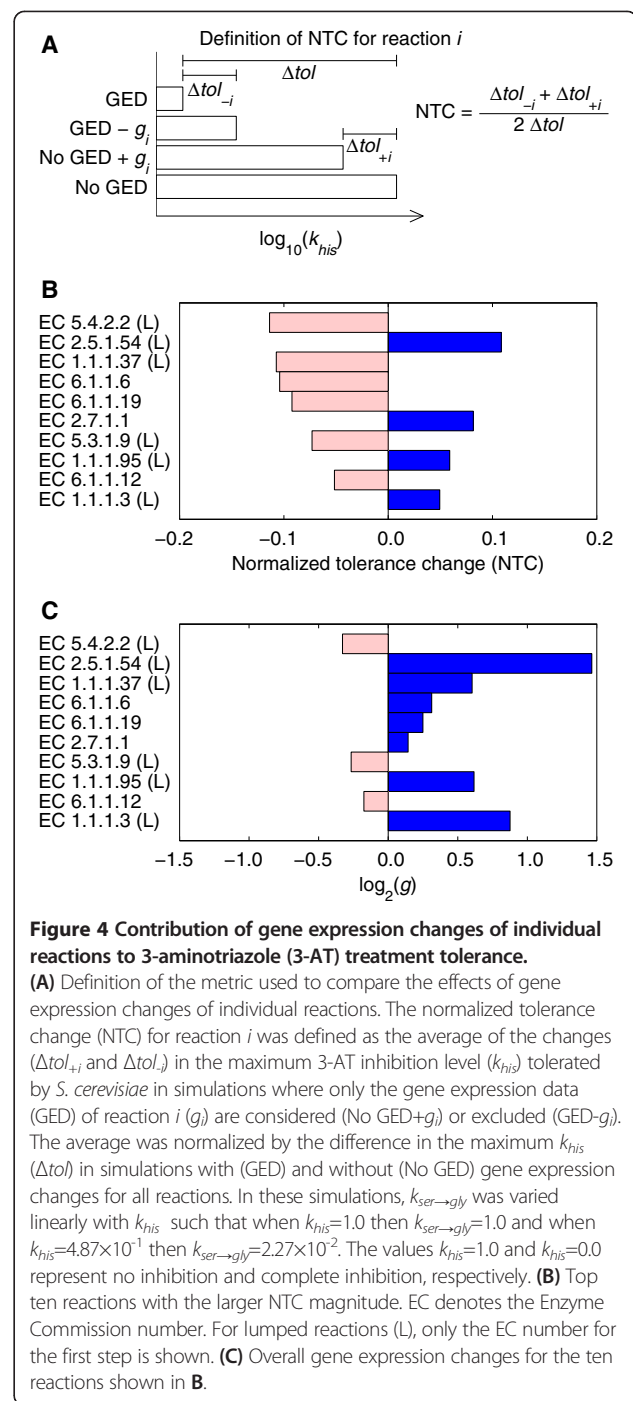 A
Definition of NTC for reaction i
Δtol
Δtol₋ᵢ
GED
GED − gᵢ
No GED + gᵢ
No GED
Δtol₊ᵢ
log₁₀(k_his)
NTC = (Δtol₋ᵢ + Δtol₊ᵢ) / 2 Δtol
B
EC 5.4.2.2 (L)
EC 2.5.1.54 (L)
EC 1.1.1.37 (L)
EC 6.1.1.6
EC 6.1.1.19
EC 2.7.1.1
EC 5.3.1.9 (L)
EC 1.1.1.95 (L)
EC 6.1.1.12
EC 1.1.1.3 (L)
−0.2 −0.1 0.0 0.1 0.2
Normalized tolerance change (NTC)
C
EC 5.4.2.2 (L)
EC 2.5.1.54 (L)
EC 1.1.1.37 (L)
EC 6.1.1.6
EC 6.1.1.19
EC 2.7.1.1
EC 5.3.1.9 (L)
EC 1.1.1.95 (L)
EC 6.1.1.12
EC 1.1.1.3 (L)
−1.5 −1.0 −0.5 0.0 0.5 1.0 1.5
log₂(g)
Figure 4 Contribution of gene expression changes of individual
reactions to 3-aminotriazole (3-AT) treatment tolerance.
(A) Definition of the metric used to compare the effects of gene
expression changes of individual reactions. The normalized tolerance
change (NTC) for reaction i was defined as the average of the changes
(Δtol₊ᵢ and Δtol₋ᵢ) in the maximum 3-AT inhibition level (k_his) tolerated
by S. cerevisiae in simulations where only the gene expression data
(GED) of reaction i (gᵢ) are considered (No GED+gᵢ) or excluded (GED-gᵢ).
The average was normalized by the difference in the maximum k_his
(Δtol) in simulations with (GED) and without (No GED) gene expression
changes for all reactions. In these simulations, k_ser→gly was varied
linearly with k_his such that when k_his=1.0 then k_ser→gly=1.0 and when
k_his=4.87×10⁻¹ then k_ser→gly=2.27×10⁻². The values k_his=1.0 and k_his=0.0
represent no inhibition and complete inhibition, respectively. (B) Top
ten reactions with the larger NTC magnitude. EC denotes the Enzyme
Commission number. For lumped reactions (L), only the EC number for
the first step is shown. (C) Overall gene expression changes for the ten
reactions shown in B.